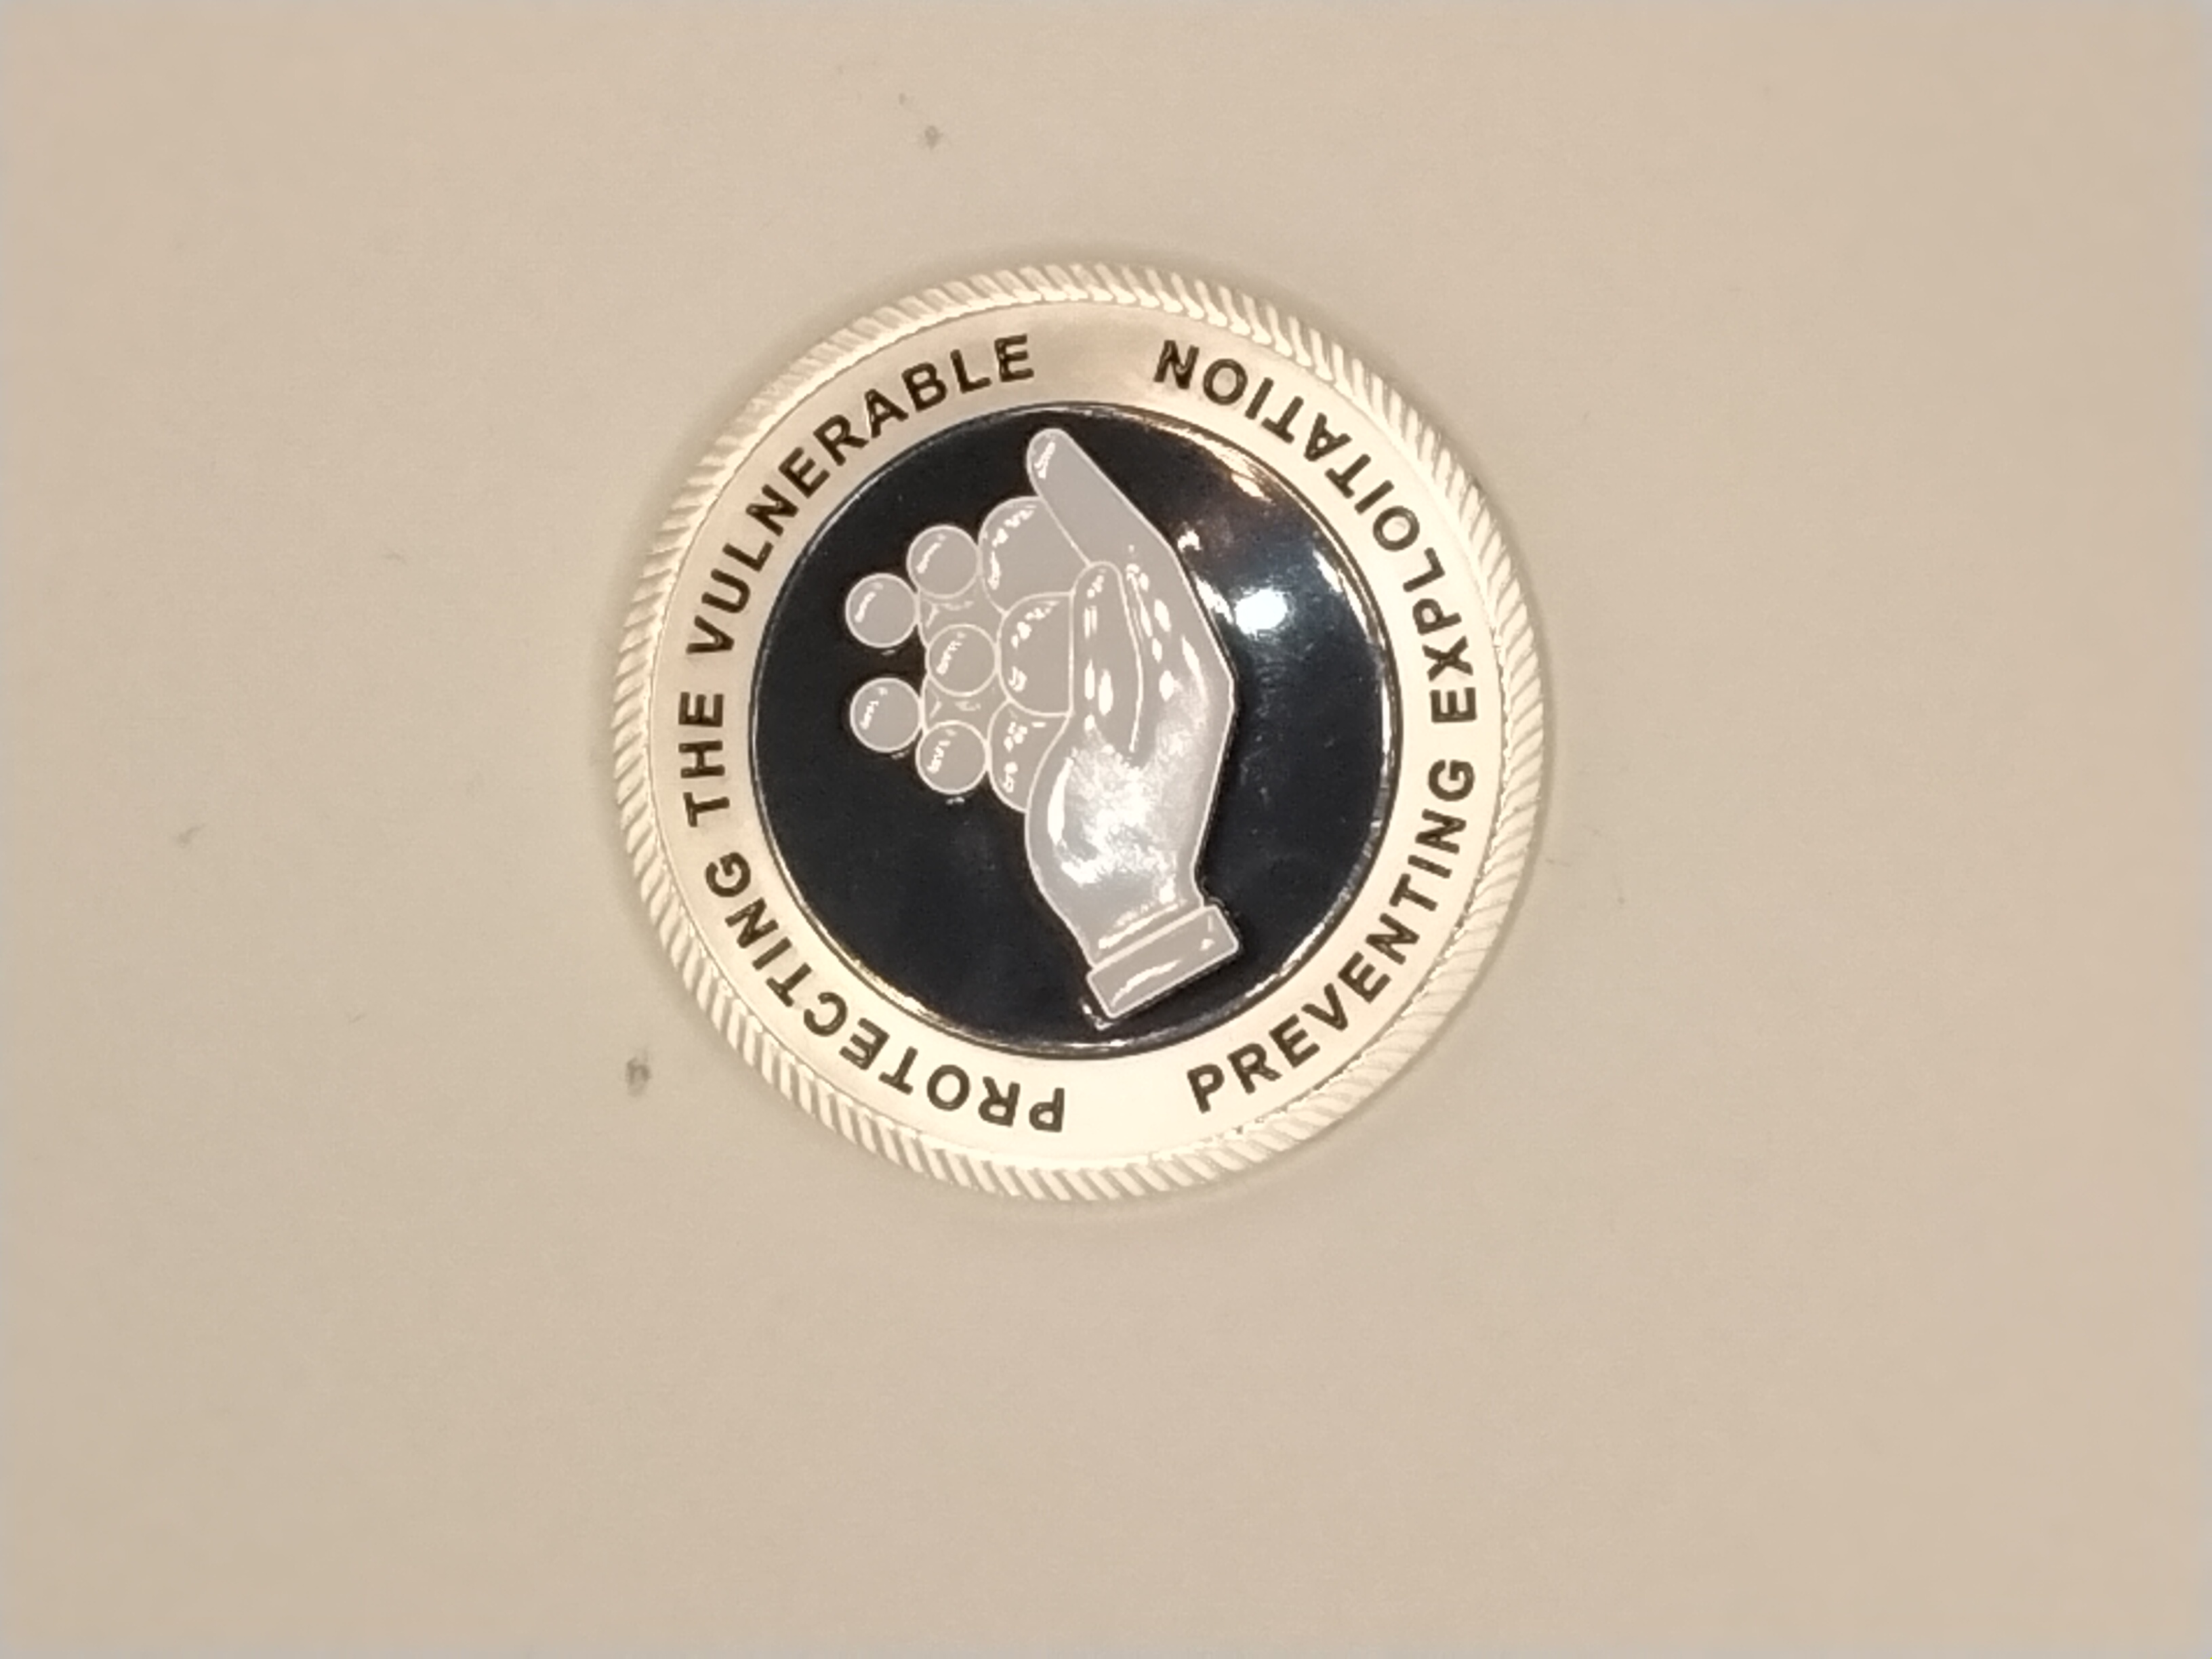 PROTECTING THE VULNERABLE
PREVENTING EXPLOITATION